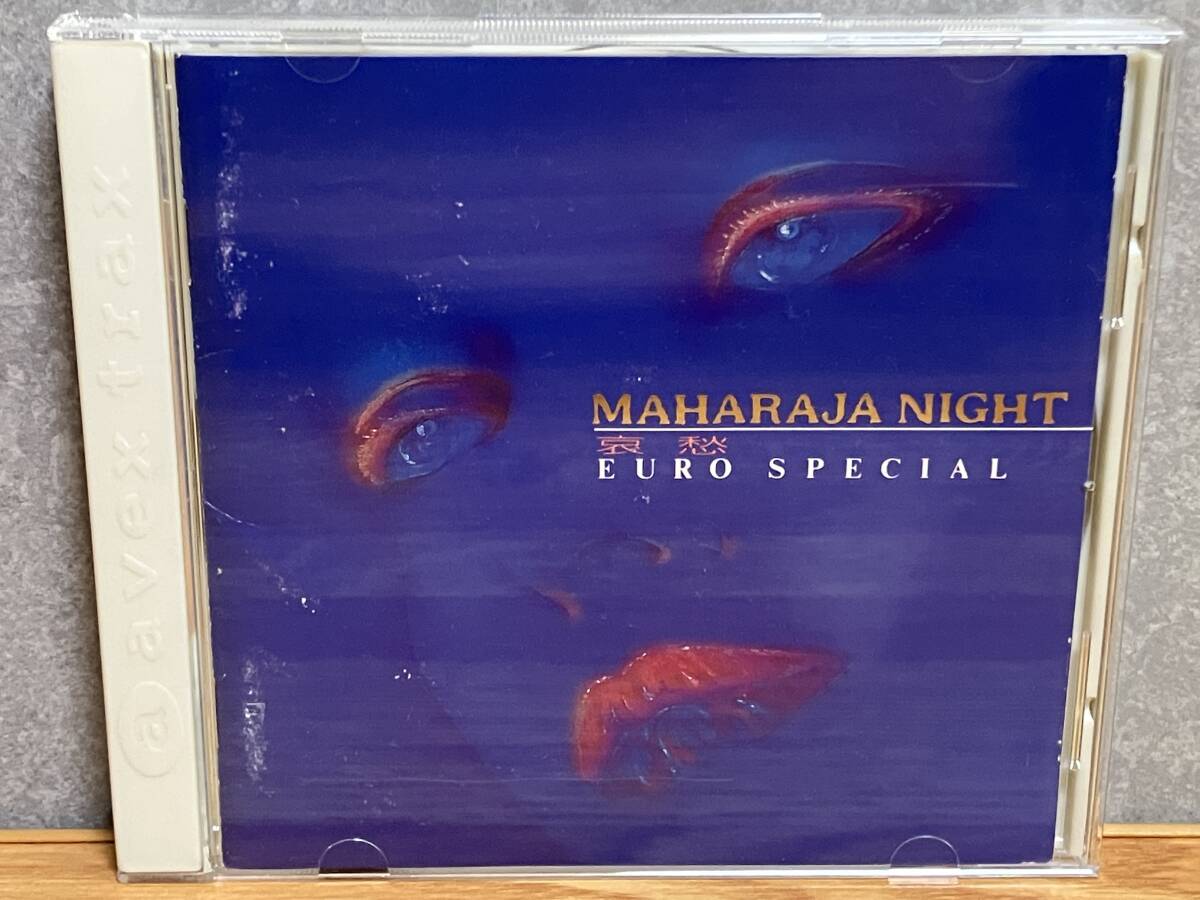 @ avex trax
MAHARAJA NIGHT
哀愁
EURO SPECIAL